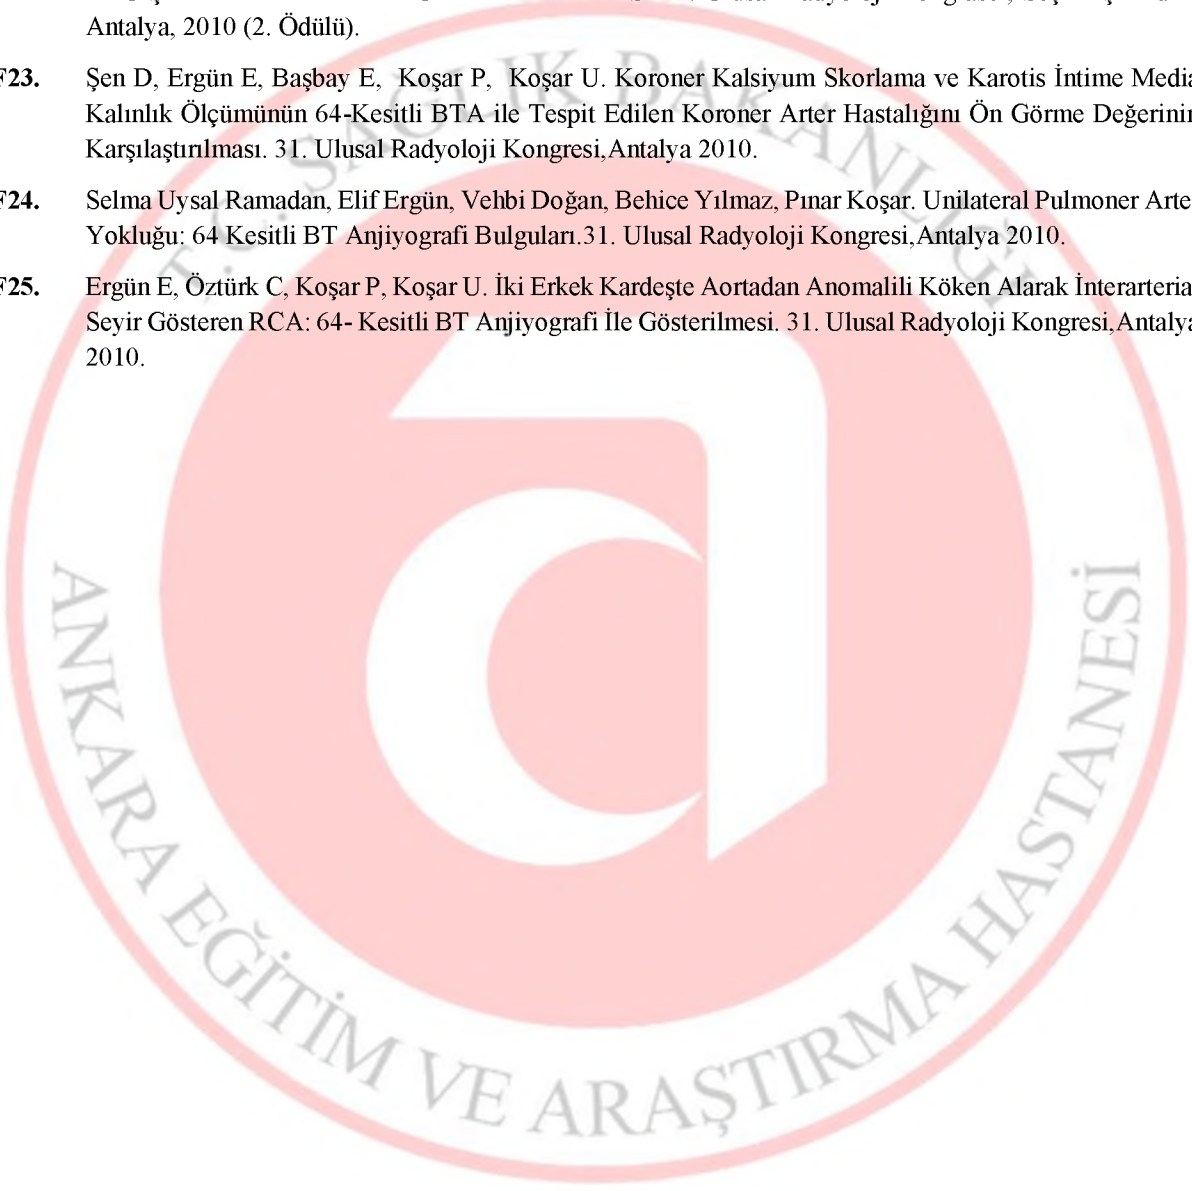 Antalya, 2010 (2. Ödülü).
F23. Şen D, Ergün E, Başbay E, Koşar P, Koşar U. Koroner Kalsiyum Skorlama ve Karotis İntime Media
Kalınlık Ölçümünün 64-Kesitli BTA ile Tespit Edilen Koroner Arter Hastalığını Ön Görme Değerinin
Karşılaştırılması. 31. Ulusal Radyoloji Kongresi,Antalya 2010.
F24. Selma Uysal Ramadan, Elif Ergün, Vehbi Doğan, Behice Yılmaz, Pınar Koşar. Unilateral Pulmoner Arter
Yokluğu: 64 Kesitli BT Anjiyografi Bulguları.31. Ulusal Radyoloji Kongresi,Antalya 2010.
F25. Ergün E, Öztürk C, Koşar P, Koşar U. İki Erkek Kardeşte Aortadan Anomalili Köken Alarak İnterarterial
Seyir Gösteren RCA: 64- Kesitli BT Anjiyografi İle Gösterilmesi. 31. Ulusal Radyoloji Kongresi,Antalya
2010.
T.C. SAĞLIK BAKANLIĞI
ANKARA EĞİTİM VE ARAŞTIRMA HASTANESİ